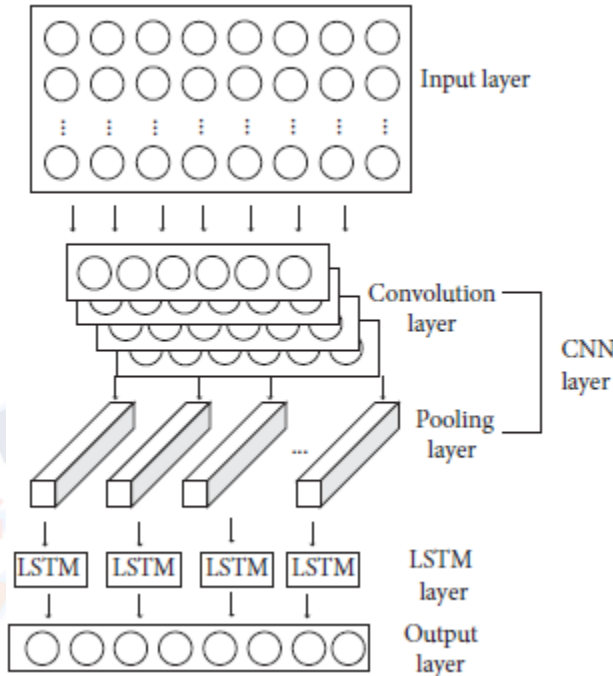 Input layer
Convolution
layer
CNN
layer
Pooling
layer
...
LSTM LSTM LSTM LSTM
LSTM
layer
Output
layer